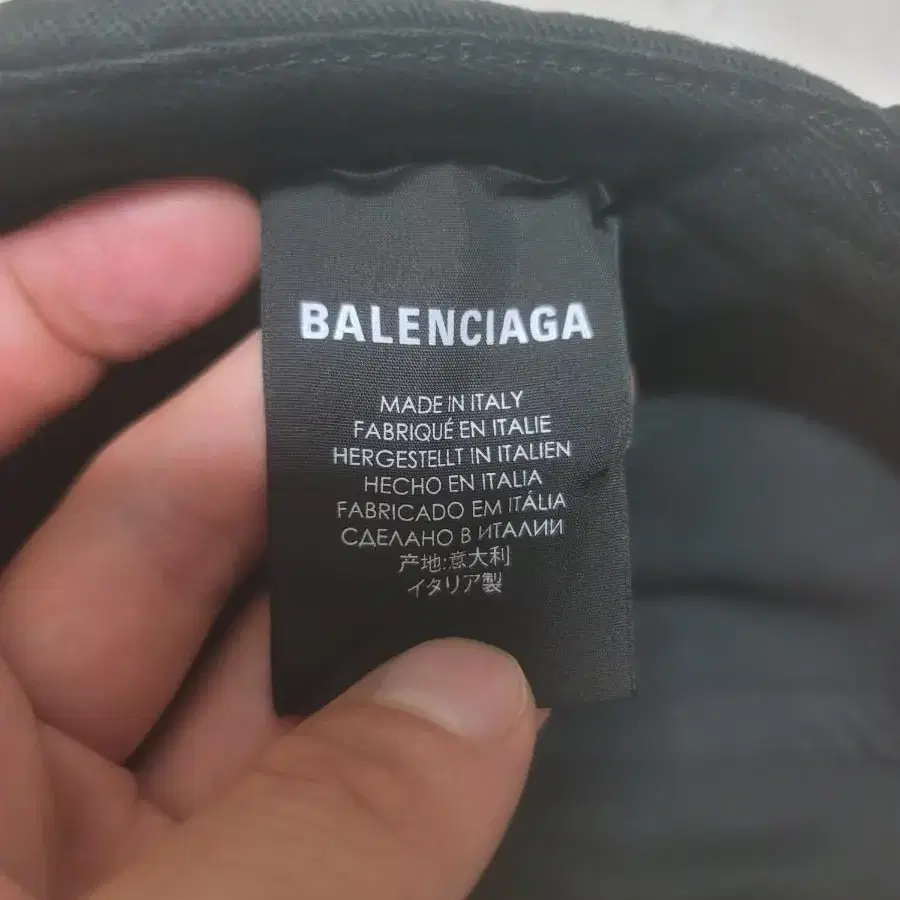 BALENCIAGA
MADE IN ITALY
FABRIQUÉ EN ITALIE
HERGESTELLT IN ITALIEN
HECHO EN ITALIA
FABRICADO EM ITÁLIA
СДЕЛАНО В ИТАЛИИ
产地:意大利
イタリア製